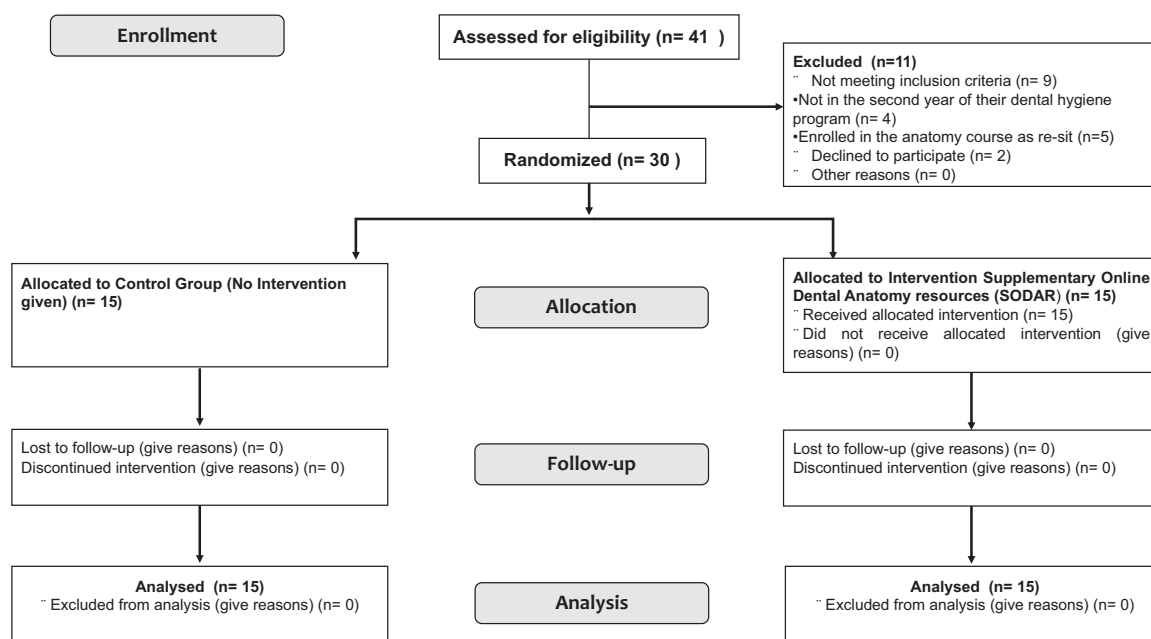 Enrollment
Assessed for eligibility (n= 41 )
Excluded (n=11)
¨ Not meeting inclusion criteria (n= 9)
•Not in the second year of their dental hygiene
program (n= 4)
•Enrolled in the anatomy course as re-sit (n=5)
¨ Declined to participate (n= 2)
¨ Other reasons (n= 0)
Randomized (n= 30 )
Allocated to Control Group (No Intervention
given) (n= 15)
Allocation
Allocated to Intervention Supplementary Online
Dental Anatomy resources (SODAR) (n= 15)
¨ Received allocated intervention (n= 15)
¨ Did not receive allocated intervention (give
reasons) (n= 0)
Lost to follow-up (give reasons) (n= 0)
Discontinued intervention (give reasons) (n= 0)
Follow-up
Lost to follow-up (give reasons) (n= 0)
Discontinued intervention (give reasons) (n= 0)
Analysed (n= 15)
¨ Excluded from analysis (give reasons) (n= 0)
Analysis
Analysed (n= 15)
¨ Excluded from analysis (give reasons) (n= 0)